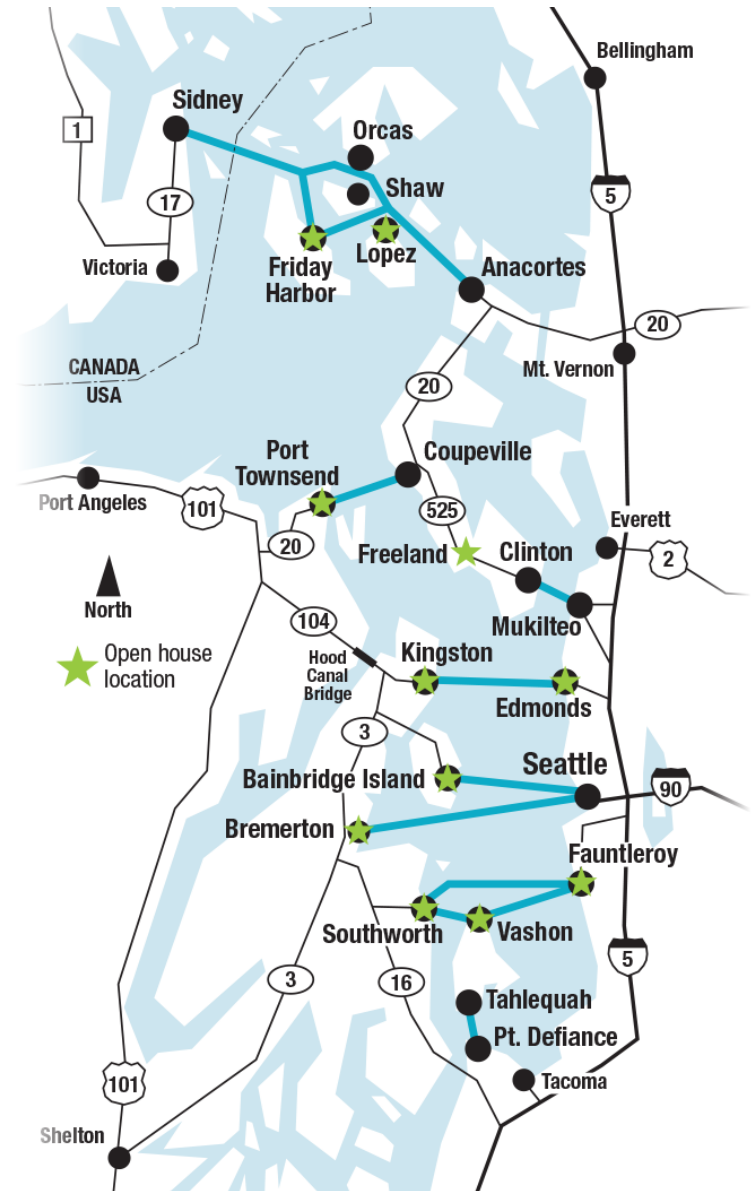 Bellingham
Sidney
1
Orcas
5
Shaw
17
Lopez
Victoria
Friday
Harbor
Anacortes
20
CANADA
USA
Mt. Vernon
20
Port
Townsend
Coupeville
Port Angeles
101
525
Everett
20
Freeland
Clinton
2
North
Mukilteo
104
Open house
location
Hood
Canal
Bridge
Kingston
Edmonds
3
Seattle
Bainbridge Island
90
Bremerton
Fauntleroy
Southworth
Vashon
5
3
16
Tahlequah
Pt. Defiance
101
Tacoma
Shelton